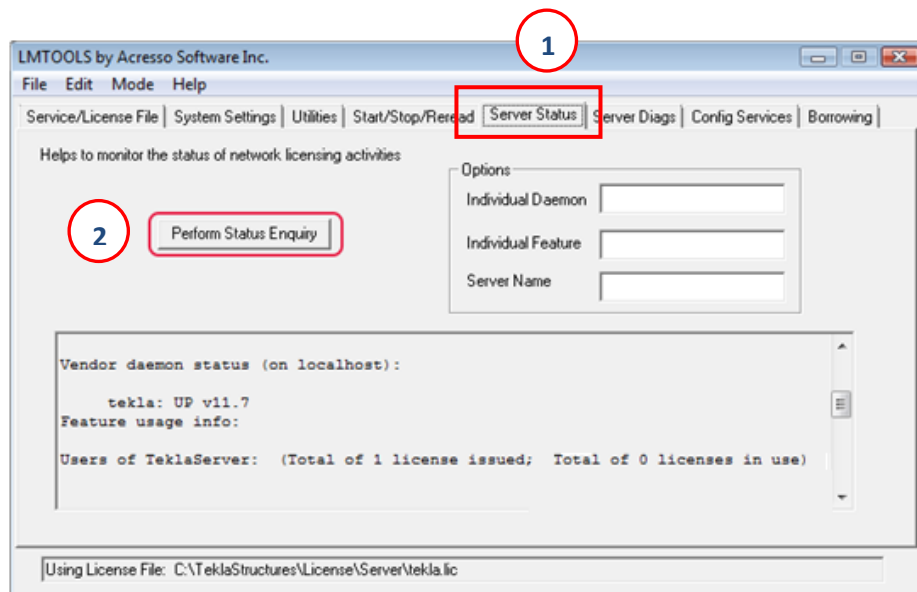 1
LMTOOLS by Acresso Software Inc.
File Edit Mode Help
Service/License File System Settings Utilities Start/Stop/Reread Server Status Server Diags Config Services Borrowing
Helps to monitor the status of network licensing activities
Options
Individual Daemon
2
Perform Status Enquiry
Individual Feature
Server Name
Vendor daemon status (on localhost):
tekla: UP v11.7
Feature usage info:
Users of TeklaServer: (Total of 1 license issued; Total of 0 licenses in use)
Using License File: C:\TeklaStructures\License\Server\tekla.lic